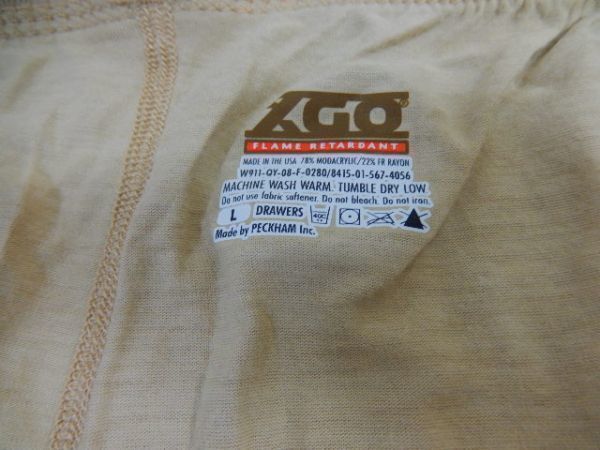 XGO®
FLAME RETARDANT
MADE IN THE USA 78% MODACRYLIC/22% FR RAYON
W911-QY-08-F-0280/8415-01-567-4056
MACHINE WASH WARM. TUMBLE DRY LOW.
Do not use fabric softener. Do not bleach. Do not iron.
L DRAWERS 40C
Made by PECKHAM Inc.